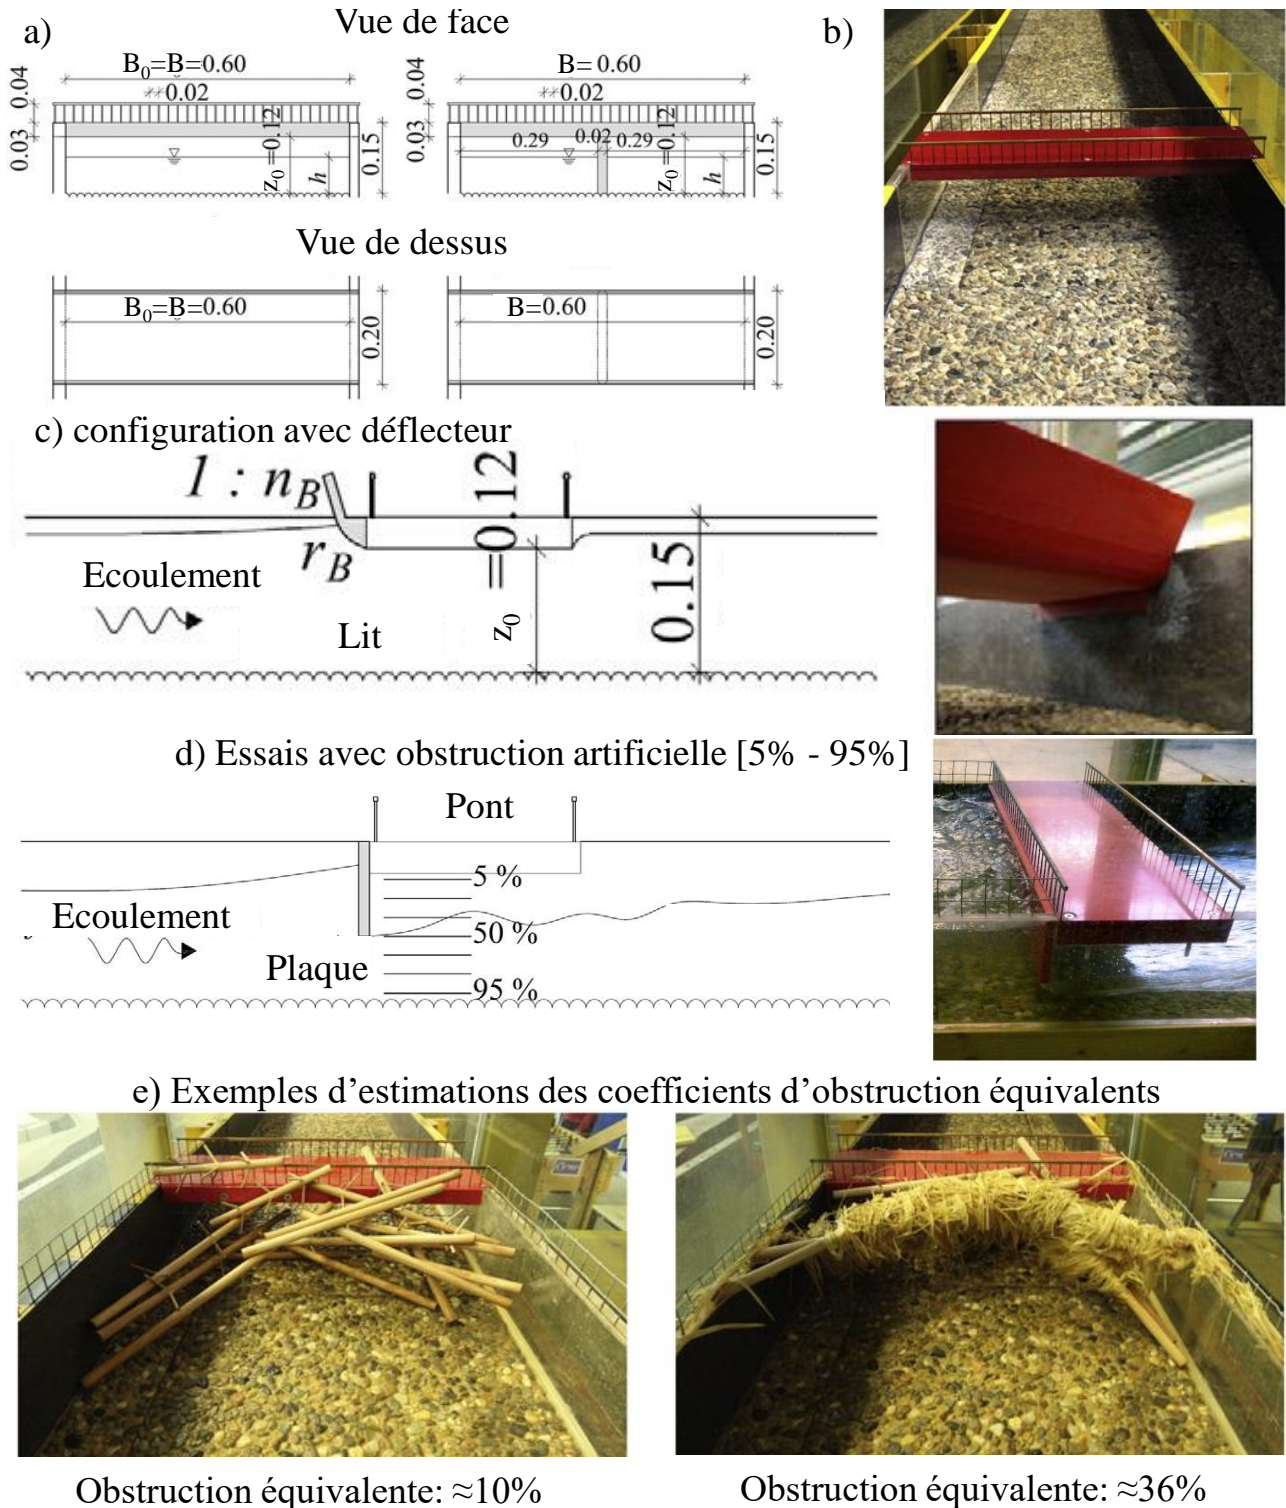 a)
Vue de face
b)
B₀=B=0.60
0.02
0.04
0.03
z₀=0.12
h
0.15
B=0.60
0.02
0.04
0.03
0.29
0.02
0.29
z₀=0.12
h
0.15
Vue de dessus
B₀=B=0.60
0.20
B=0.60
0.20
c) configuration avec déflecteur
1 : n_B
r_B
Ecoulement
Lit
z₀
=0.12
0.15
d) Essais avec obstruction artificielle [5% - 95%]
Pont
5 %
Ecoulement
50 %
Plaque
95 %
e) Exemples d’estimations des coefficients d’obstruction équivalents
Obstruction équivalente: ≈10%
Obstruction équivalente: ≈36%